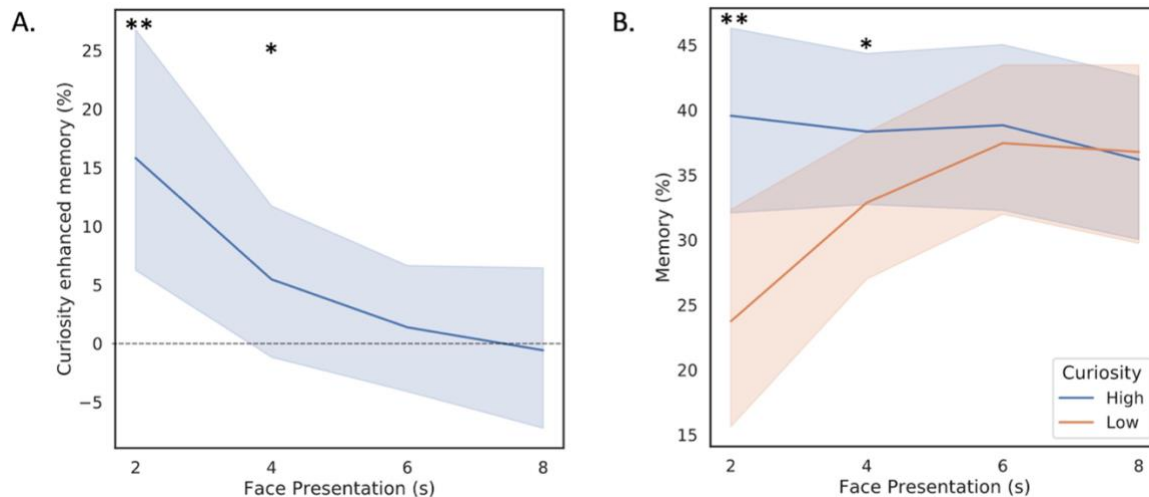 A.
**
*
25
20
15
10
5
0
−5
Curiosity enhanced memory (%)
2 4 6 8
Face Presentation (s)
B.
**
*
45
40
35
30
25
20
15
Memory (%)
Curiosity
High
Low
2 4 6 8
Face Presentation (s)